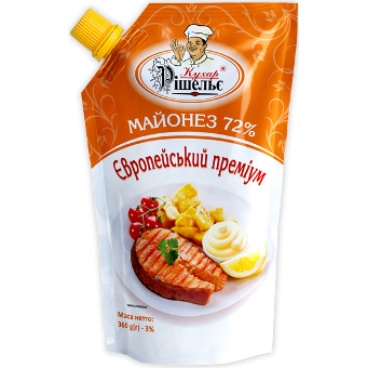 Кухар®
Рішельє
МАЙОНЕЗ 72%
Європейський преміум
Маса нетто:
360 g(г) - 3%